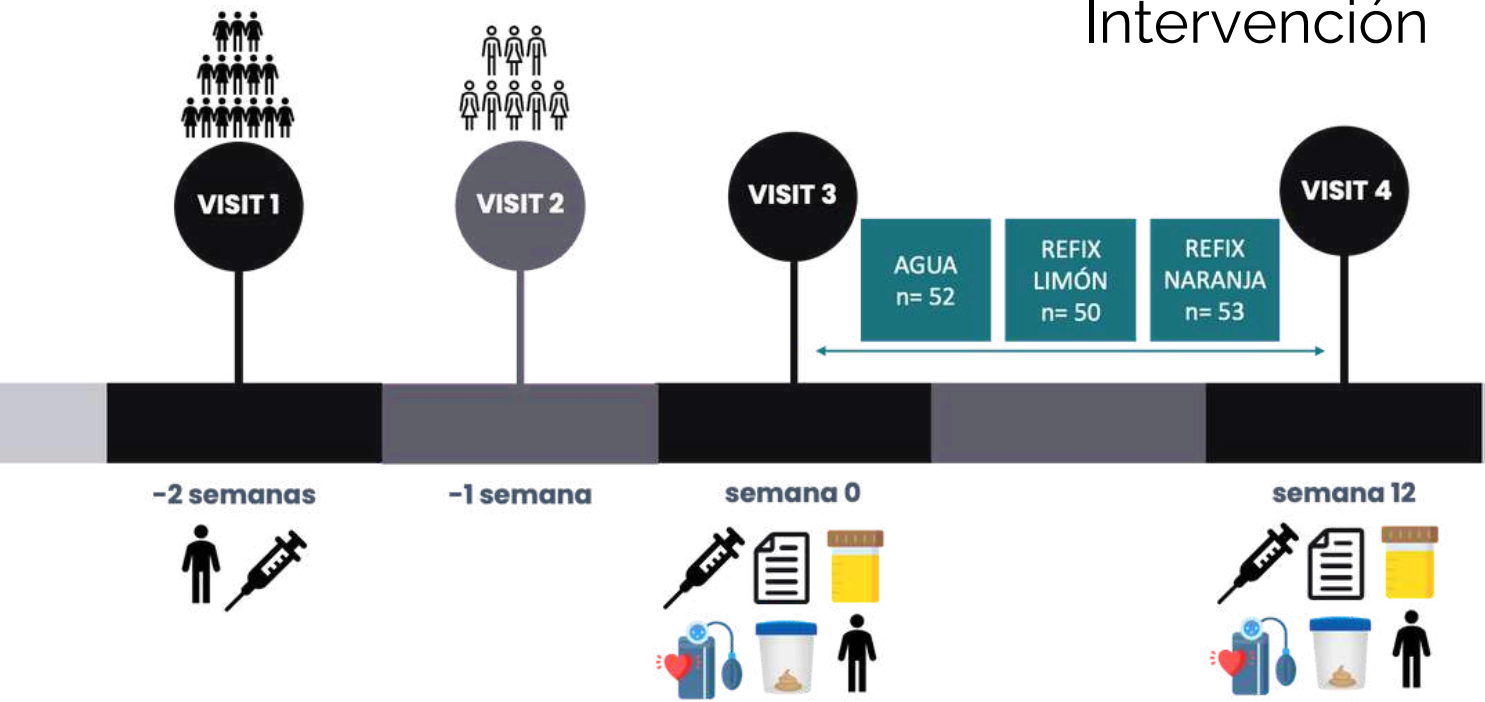 Intervención
VISIT 1
VISIT 2
VISIT 3
VISIT 4
AGUA
n= 52
REFIX
LIMÓN
n= 50
REFIX
NARANJA
n= 53
-2 semanas
-1 semana
semana 0
semana 12